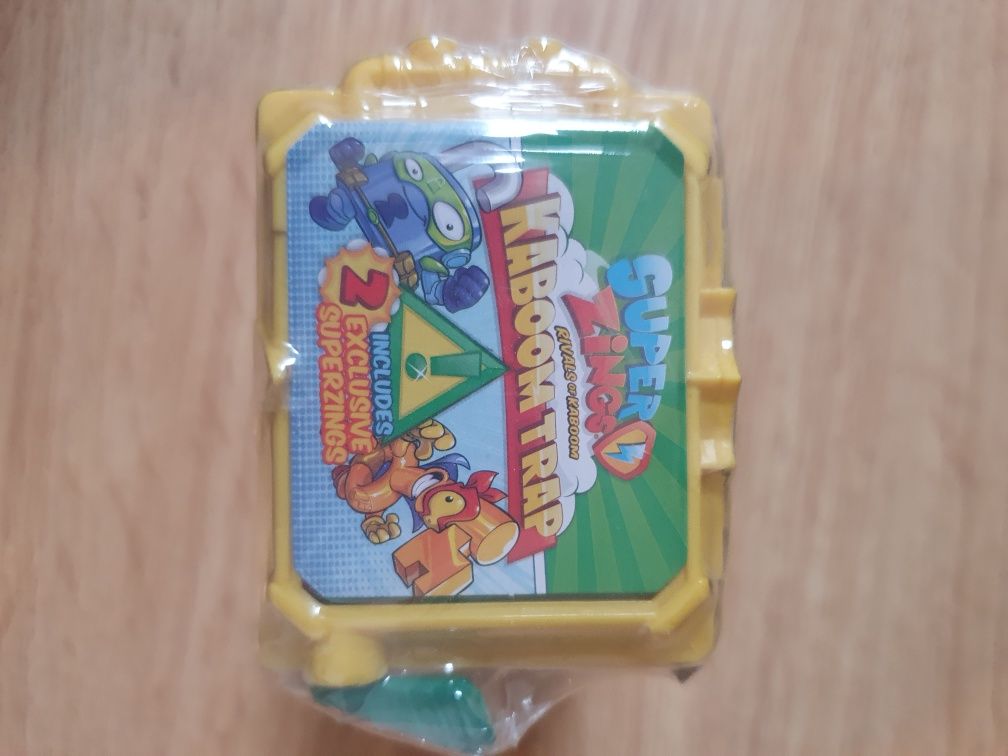 SUPER
ZINGS
RIVALS OF KABOOM
KABOOM TRAP
INCLUDES
2 EXCLUSIVE
SUPERZINGS